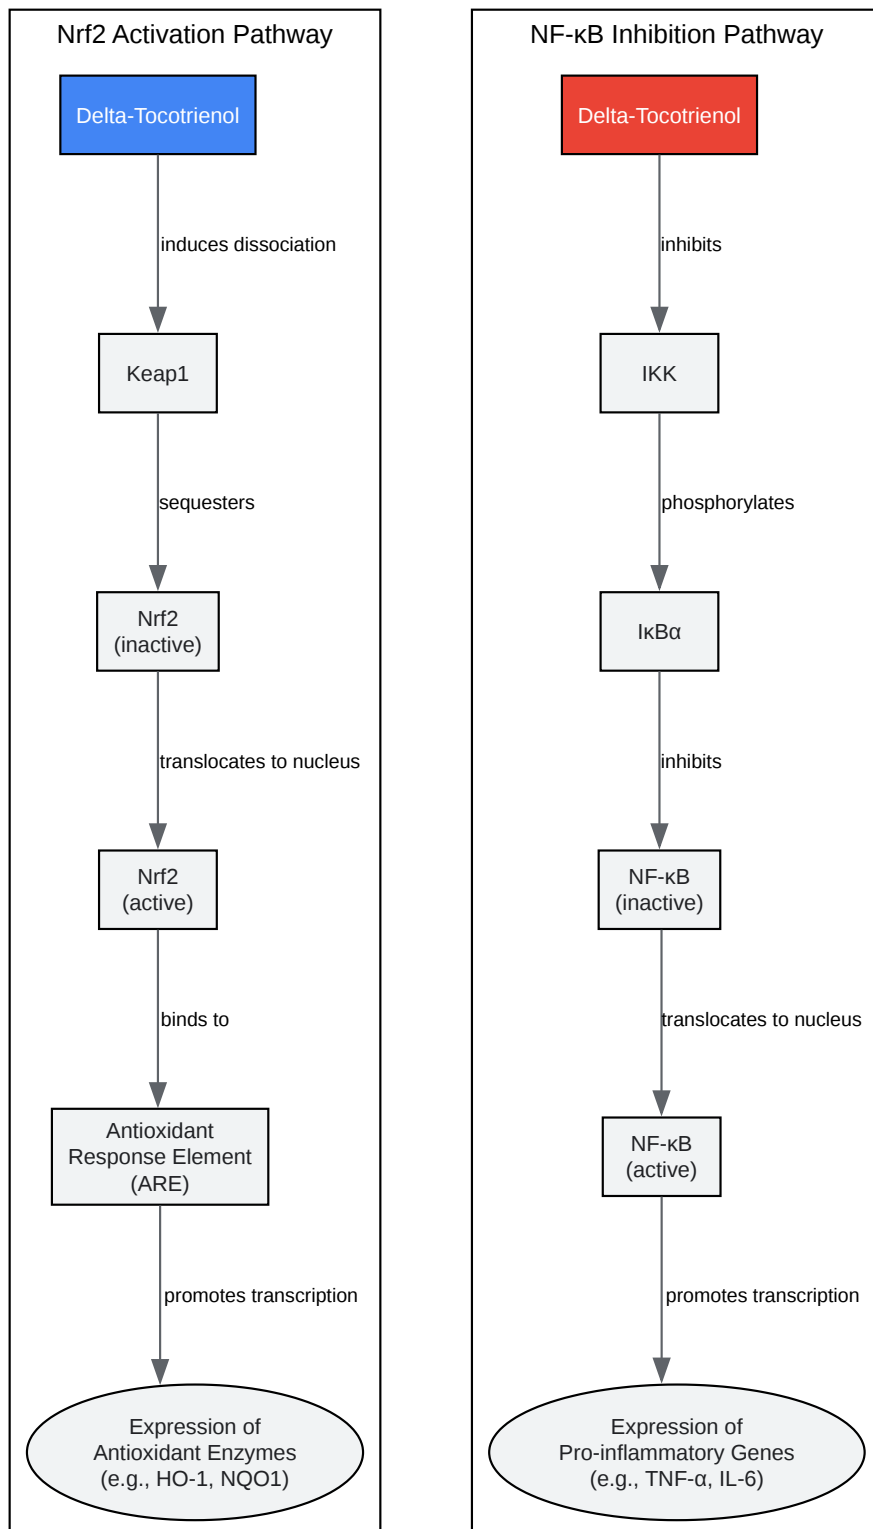 Nrf2 Activation Pathway
Delta-Tocotrienol
induces dissociation
Keap1
sequesters
Nrf2
(inactive)
translocates to nucleus
Nrf2
(active)
binds to
Antioxidant
Response Element
(ARE)
promotes transcription
Expression of
Antioxidant Enzymes
(e.g., HO-1, NQO1)
NF-κB Inhibition Pathway
Delta-Tocotrienol
inhibits
IKK
phosphorylates
IκBα
inhibits
NF-κB
(inactive)
translocates to nucleus
NF-κB
(active)
promotes transcription
Expression of
Pro-inflammatory Genes
(e.g., TNF-α, IL-6)